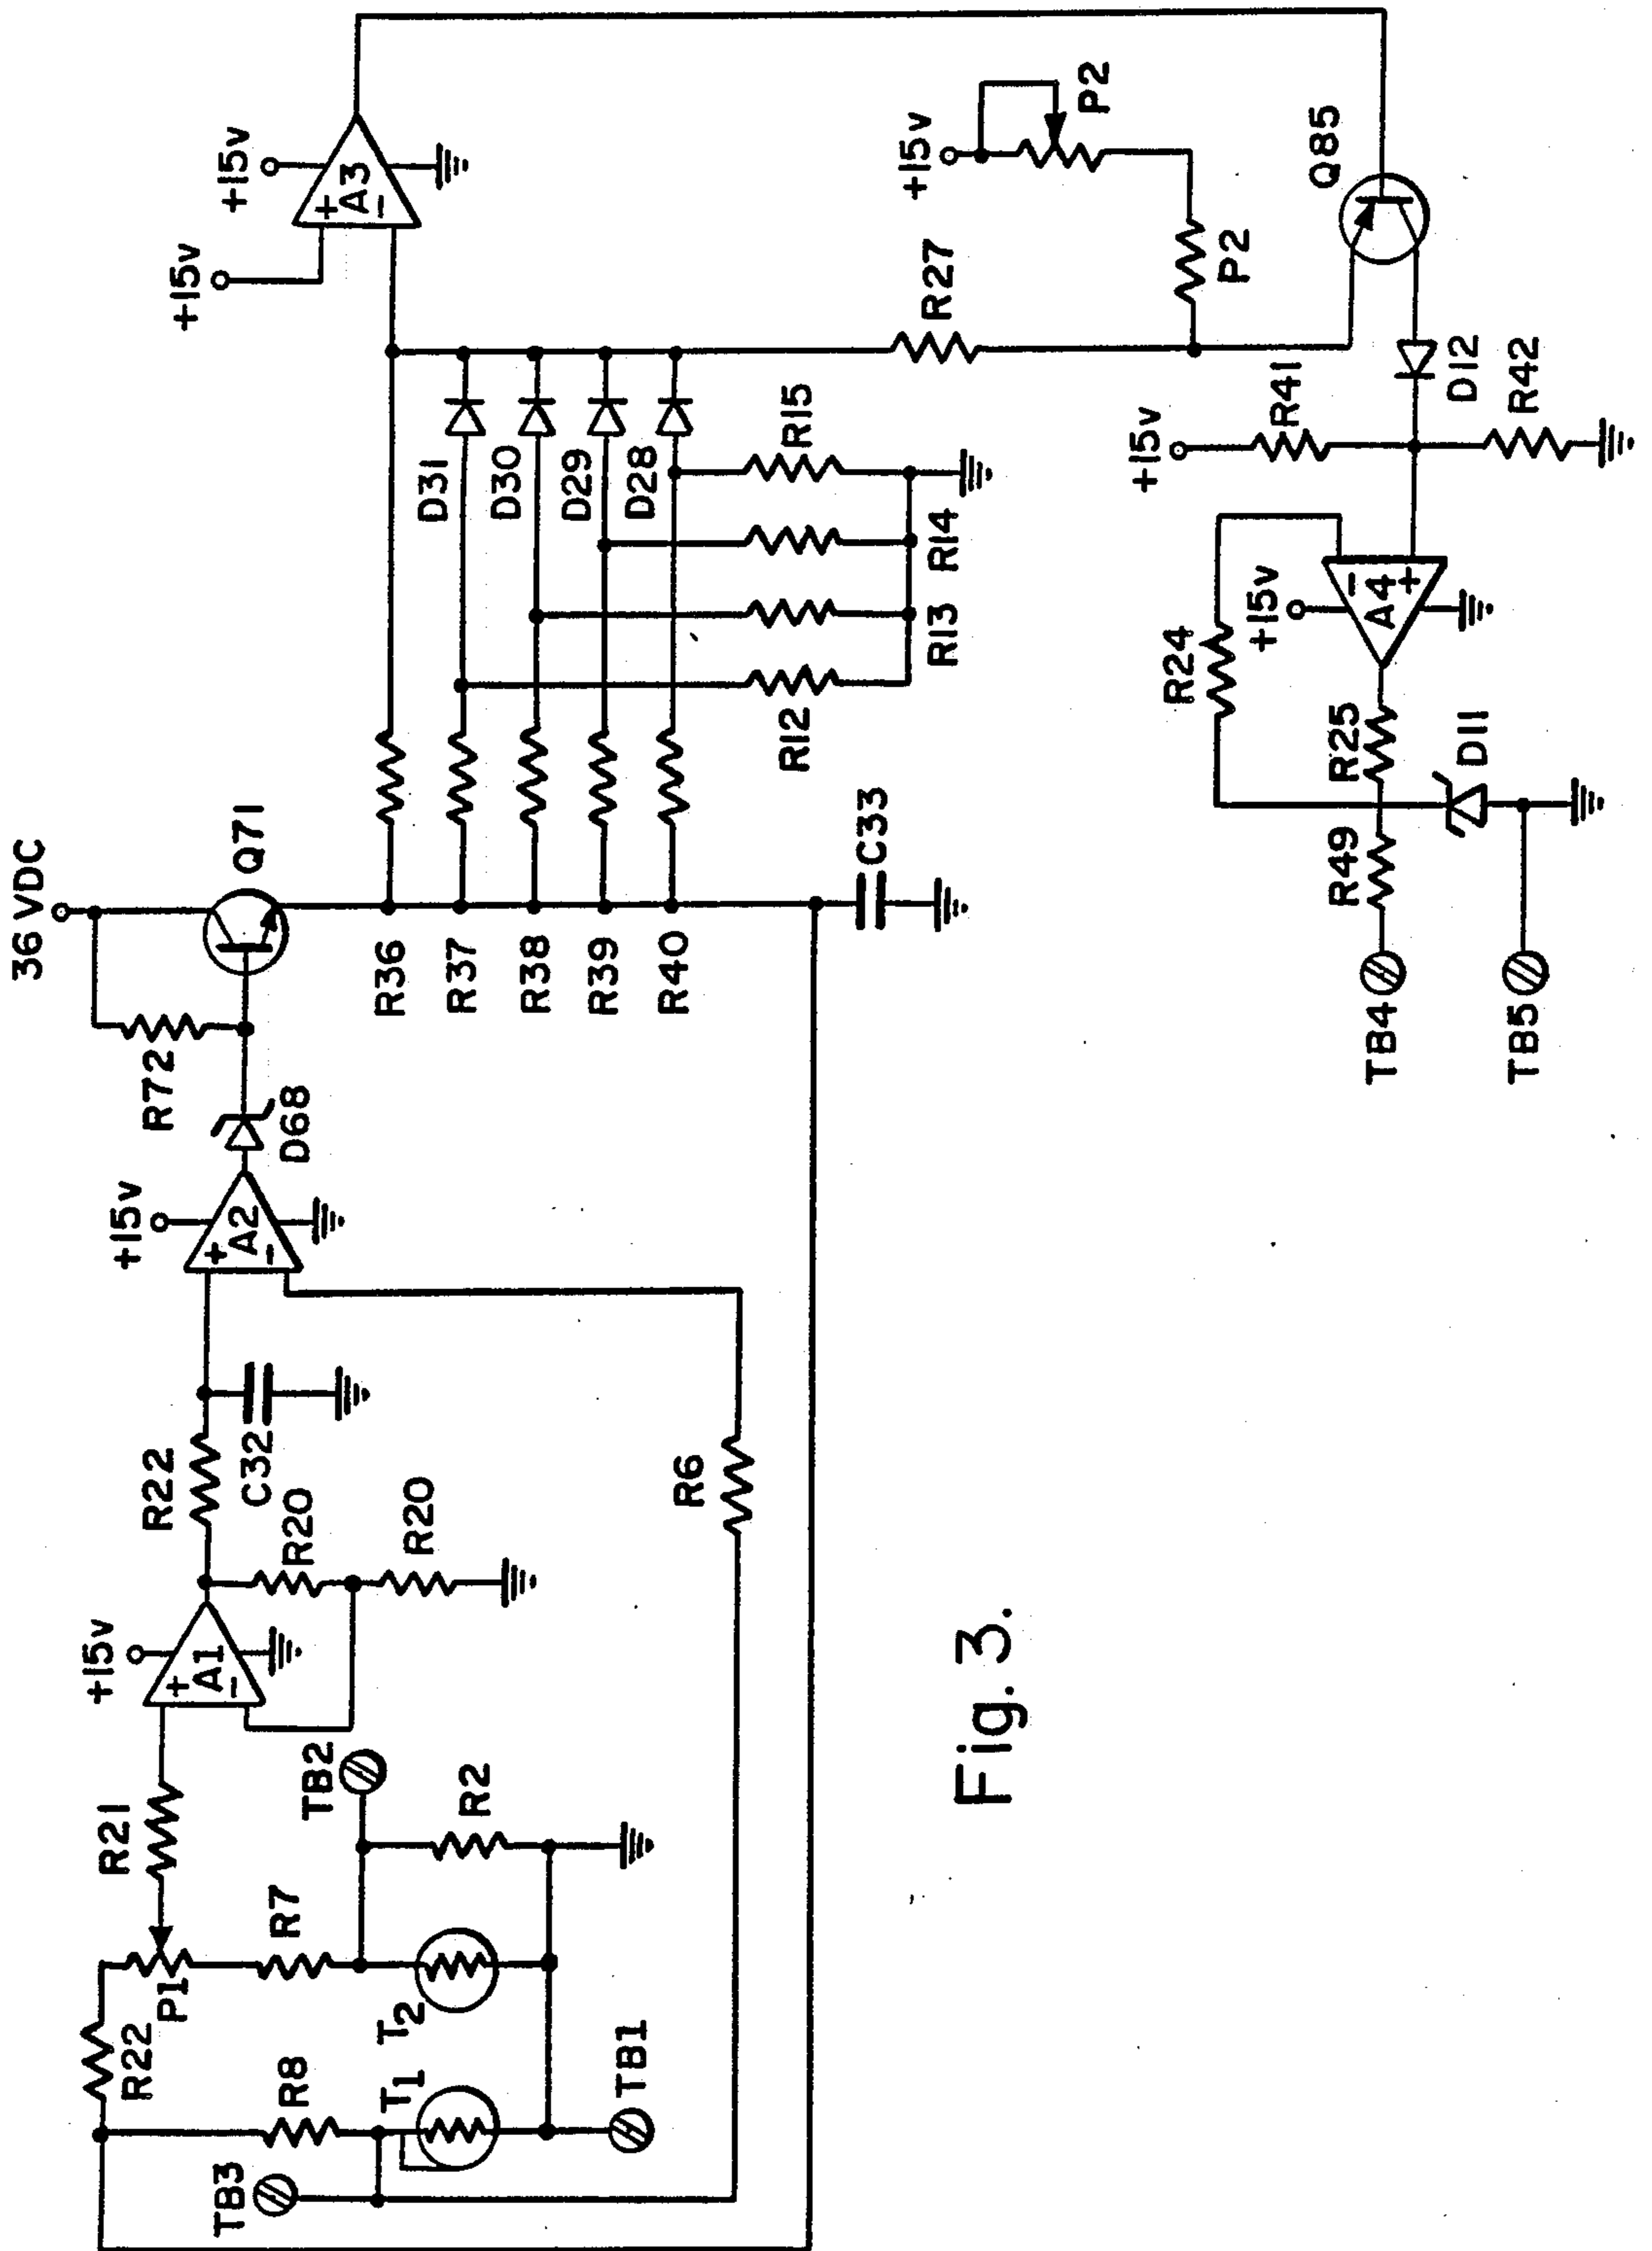 36 VDC
+15v
+15v
A3
+
−
Q71
R72
D68
+15v
A2
+
−
R22
C32
R20
R20
+15v
A1
+
−
R21
P1
R22
R7
R8
TB2
R2
T2
T1
TB1
TB3
R6
R36
R37
R38
R39
R40
C33
D31
D30
D29
D28
R12
R13
R14
R15
R27
+15v
P2
P2
Q85
D12
+15v
R41
R42
+15v
A4
−
+
R24
R25
D11
R49
TB4
TB5
Fig. 3.